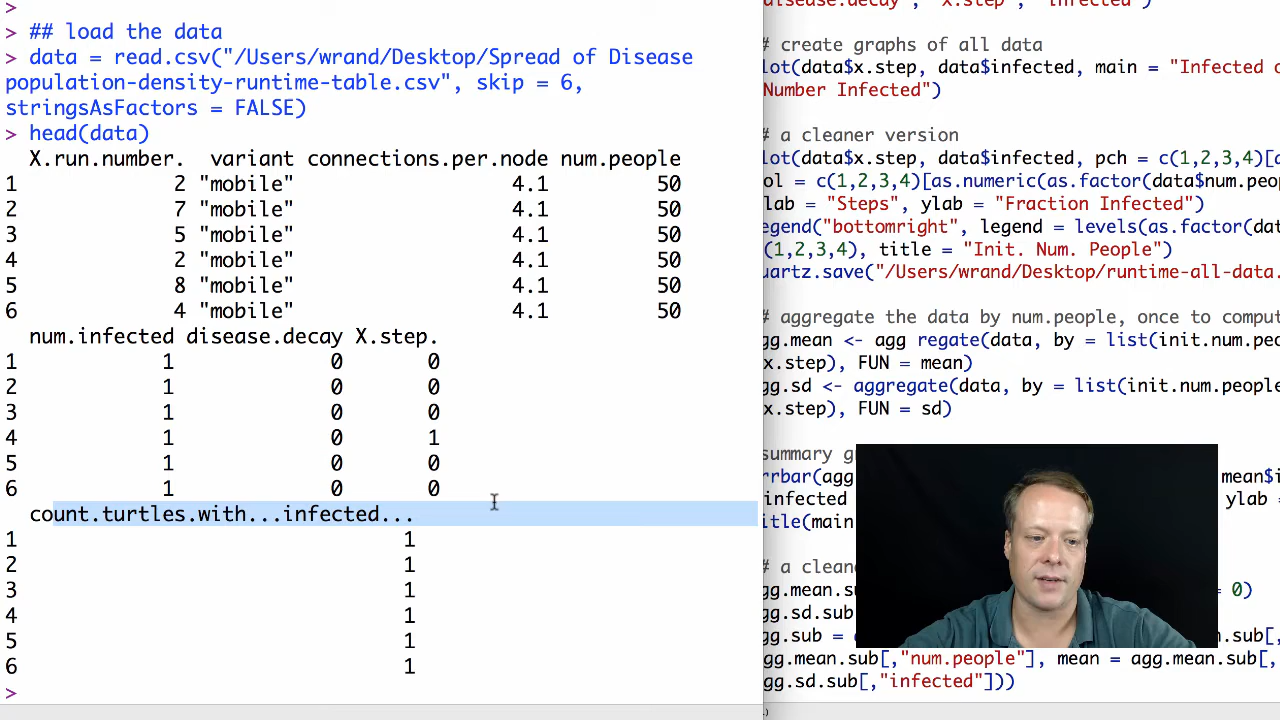 >
> ## load the data
> data = read.csv("/Users/wrand/Desktop/Spread of Disease
population-density-runtime-table.csv", skip = 6,
stringsAsFactors = FALSE)
> head(data)
X.run.number. variant connections.per.node num.people
1 2 "mobile" 4.1 50
2 7 "mobile" 4.1 50
3 5 "mobile" 4.1 50
4 2 "mobile" 4.1 50
5 8 "mobile" 4.1 50
6 4 "mobile" 4.1 50
num.infected disease.decay X.step.
1 1 0 0
2 1 0 0
3 1 0 0
4 1 0 1
5 1 0 0
6 1 0 0
count.turtles.with...infected...
1 1
2 1
3 1
4 1
5 1
6 1
>
disease.decay", "x.step", "infected")
# create graphs of all data
lot(data$x.step, data$infected, main = "Infected o
Number Infected")
# a cleaner version
lot(data$x.step, data$infected, pch = c(1,2,3,4)[a
ol = c(1,2,3,4)[as.numeric(as.factor(data$num.peo
lab = "Steps", ylab = "Fraction Infected")
egend("bottomright", legend = levels(as.factor(dat
(1,2,3,4), title = "Init. Num. People")
uartz.save("/Users/wrand/Desktop/runtime-all-data.
# aggregate the data by num.people, once to comput
gg.mean <- agg regate(data, by = list(init.num.peo
x.step), FUN = mean)
gg.sd <- aggregate(data, by = list(init.num.people
x.step), FUN = sd)
summary g
rrbar(agg mean$i
infected ylab =
itle(main
# a clean
gg.mean.s = 0)
gg.sd.sub
gg.sub = ub[,
gg.mean.sub[,"num.people"], mean = agg.mean.sub[,
gg.sd.sub[,"infected"]))